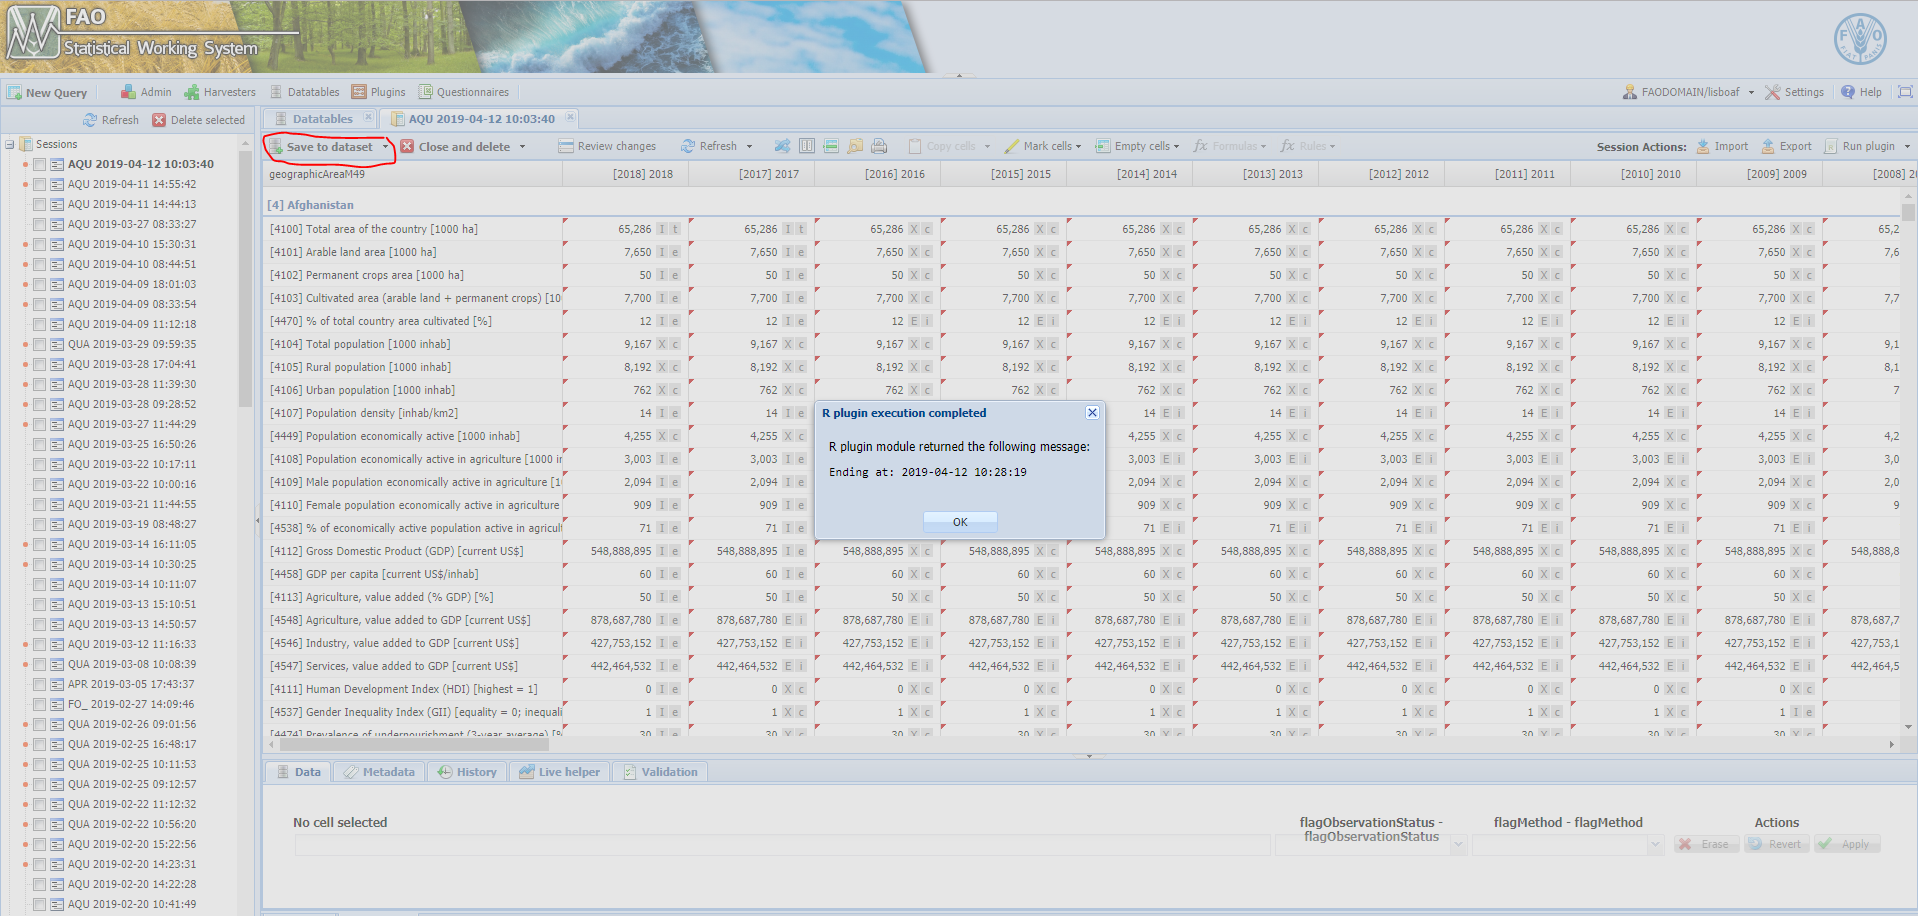 FAO
Statistical Working System
New Query Admin Harvesters Datatables Plugins Questionnaires FAODOMAIN/lisboaf Settings Help
Refresh Delete selected
Sessions
AQU 2019-04-12 10:03:40
AQU 2019-04-11 14:55:42
AQU 2019-04-11 14:44:13
AQU 2019-03-27 08:33:27
AQU 2019-04-10 15:30:31
AQU 2019-04-10 08:44:51
AQU 2019-04-09 18:01:03
AQU 2019-04-09 08:33:54
AQU 2019-04-09 11:12:18
QUA 2019-03-29 09:59:35
AQU 2019-03-28 17:04:41
AQU 2019-03-28 11:39:30
AQU 2019-03-28 09:28:52
AQU 2019-03-27 11:44:29
AQU 2019-03-25 16:50:26
AQU 2019-03-22 10:17:11
AQU 2019-03-22 10:00:16
AQU 2019-03-21 11:44:55
AQU 2019-03-19 08:48:27
AQU 2019-03-14 16:11:05
AQU 2019-03-14 10:30:25
AQU 2019-03-14 10:11:07
AQU 2019-03-13 15:10:51
AQU 2019-03-13 14:50:57
AQU 2019-03-12 11:16:33
QUA 2019-03-08 10:08:39
APR 2019-03-05 17:43:37
FO_ 2019-02-27 14:09:46
QUA 2019-02-26 09:01:56
QUA 2019-02-25 16:48:17
QUA 2019-02-25 10:11:53
QUA 2019-02-25 09:12:57
QUA 2019-02-22 11:12:32
QUA 2019-02-22 10:56:20
AQU 2019-02-20 15:22:56
AQU 2019-02-20 14:23:31
AQU 2019-02-20 14:22:28
AQU 2019-02-20 10:41:49
Datatables AQU 2019-04-12 10:03:40
Save to dataset Close and delete Review changes Refresh Copy cells Mark cells Empty cells Formulas Rules Session Actions: Import Export Run plugin
geographicAreaM49 [2018] 2018 [2017] 2017 [2016] 2016 [2015] 2015 [2014] 2014 [2013] 2013 [2012] 2012 [2011] 2011 [2010] 2010 [2009] 2009 [2008] 2
[4] Afghanistan
[4100] Total area of the country [1000 ha] 65,286 I t 65,286 I t 65,286 X c 65,286 X c 65,286 X c 65,286 X c 65,286 X c 65,286 X c 65,286 X c 65,286 X c 65,2
[4101] Arable land area [1000 ha] 7,650 I e 7,650 I e 7,650 X c 7,650 X c 7,650 X c 7,650 X c 7,650 X c 7,650 X c 7,650 X c 7,650 X c 7,6
[4102] Permanent crops area [1000 ha] 50 I e 50 I e 50 X c 50 X c 50 X c 50 X c 50 X c 50 X c 50 X c 50 X c
[4103] Cultivated area (arable land + permanent crops) [10 7,700 I e 7,700 I e 7,700 X c 7,700 X c 7,700 X c 7,700 X c 7,700 X c 7,700 X c 7,700 X c 7,700 X c 7,7
[4470] % of total country area cultivated [%] 12 I e 12 I e 12 E i 12 E i 12 E i 12 E i 12 E i 12 E i 12 E i 12 E i
[4104] Total population [1000 inhab] 9,167 X c 9,167 X c 9,167 X c 9,167 X c 9,167 X c 9,167 X c 9,167 X c 9,167 X c 9,167 X c 9,167 X c 9,1
[4105] Rural population [1000 inhab] 8,192 X c 8,192 X c 8,192 X c 8,192 X c 8,192 X c 8,192 X c 8,192 X c 8,192 X c 8,192 X c 8,192 X c 8,1
[4106] Urban population [1000 inhab] 762 X c 762 X c 762 X c 762 X c 762 X c 762 X c 762 X c 762 X c 762 X c 762 X c 7
[4107] Population density [inhab/km2] 14 I e 14 I e 14 E i 14 E i 14 E i 14 E i 14 E i 14 E i
[4449] Population economically active [1000 inhab] 4,255 X c 4,255 X c 4,255 X c 4,255 X c 4,255 X c 4,255 X c 4,255 X c 4,255 X c 4,2
[4108] Population economically active in agriculture [1000 in 3,003 I e 3,003 I e 3,003 E i 3,003 E i 3,003 E i 3,003 E i 3,003 E i 3,003 E i 3,0
[4109] Male population economically active in agriculture [1 2,094 I e 2,094 I e 2,094 E i 2,094 E i 2,094 E i 2,094 E i 2,094 E i 2,094 E i 2,0
[4110] Female population economically active in agriculture 909 I e 909 I e 909 E i 909 E i 909 E i 909 E i 909 E i 909 E i 9
[4538] % of economically active population active in agricul 71 I e 71 I e 71 E i 71 E i 71 E i 71 E i 71 E i 71 E i
[4112] Gross Domestic Product (GDP) [current US$] 548,888,895 I e 548,888,895 I e 548,888,895 X c 548,888,895 X c 548,888,895 X c 548,888,895 X c 548,888,895 X c 548,888,895 X c 548,888,895 X c 548,888,895 X c 548,888,8
[4458] GDP per capita [current US$/inhab] 60 I e 60 I e 60 X c 60 X c 60 X c 60 X c 60 X c 60 X c 60 X c 60 X c
[4113] Agriculture, value added (% GDP) [%] 50 I e 50 I e 50 X c 50 X c 50 X c 50 X c 50 X c 50 X c 50 X c 50 X c
[4548] Agriculture, value added to GDP [current US$] 878,687,780 I e 878,687,780 E i 878,687,780 E i 878,687,780 E i 878,687,780 E i 878,687,780 E i 878,687,780 E i 878,687,780 E i 878,687,780 E i 878,687,780 E i 878,687,7
[4546] Industry, value added to GDP [current US$] 427,753,152 I e 427,753,152 E i 427,753,152 E i 427,753,152 E i 427,753,152 E i 427,753,152 E i 427,753,152 E i 427,753,152 E i 427,753,152 E i 427,753,152 E i 427,753,1
[4547] Services, value added to GDP [current US$] 442,464,532 I e 442,464,532 E i 442,464,532 E i 442,464,532 E i 442,464,532 E i 442,464,532 E i 442,464,532 E i 442,464,532 E i 442,464,532 E i 442,464,532 E i 442,464,5
[4111] Human Development Index (HDI) [highest = 1] 0 I e 0 X c 0 X c 0 X c 0 X c 0 X c 0 X c 0 X c 0 X c 0 X c
[4537] Gender Inequality Index (GII) [equality = 0; inequali 1 I e 1 X c 1 X c 1 X c 1 X c 1 X c 1 X c 1 X c 1 X c 1 I e
[4474] Prevalence of undernourishment (3-year average) [%
R plugin execution completed
R plugin module returned the following message:
Ending at: 2019-04-12 10:28:19
OK
Data Metadata History Live helper Validation
No cell selected flagObservationStatus - flagMethod - flagMethod Actions
flagObservationStatus
Erase Revert Apply